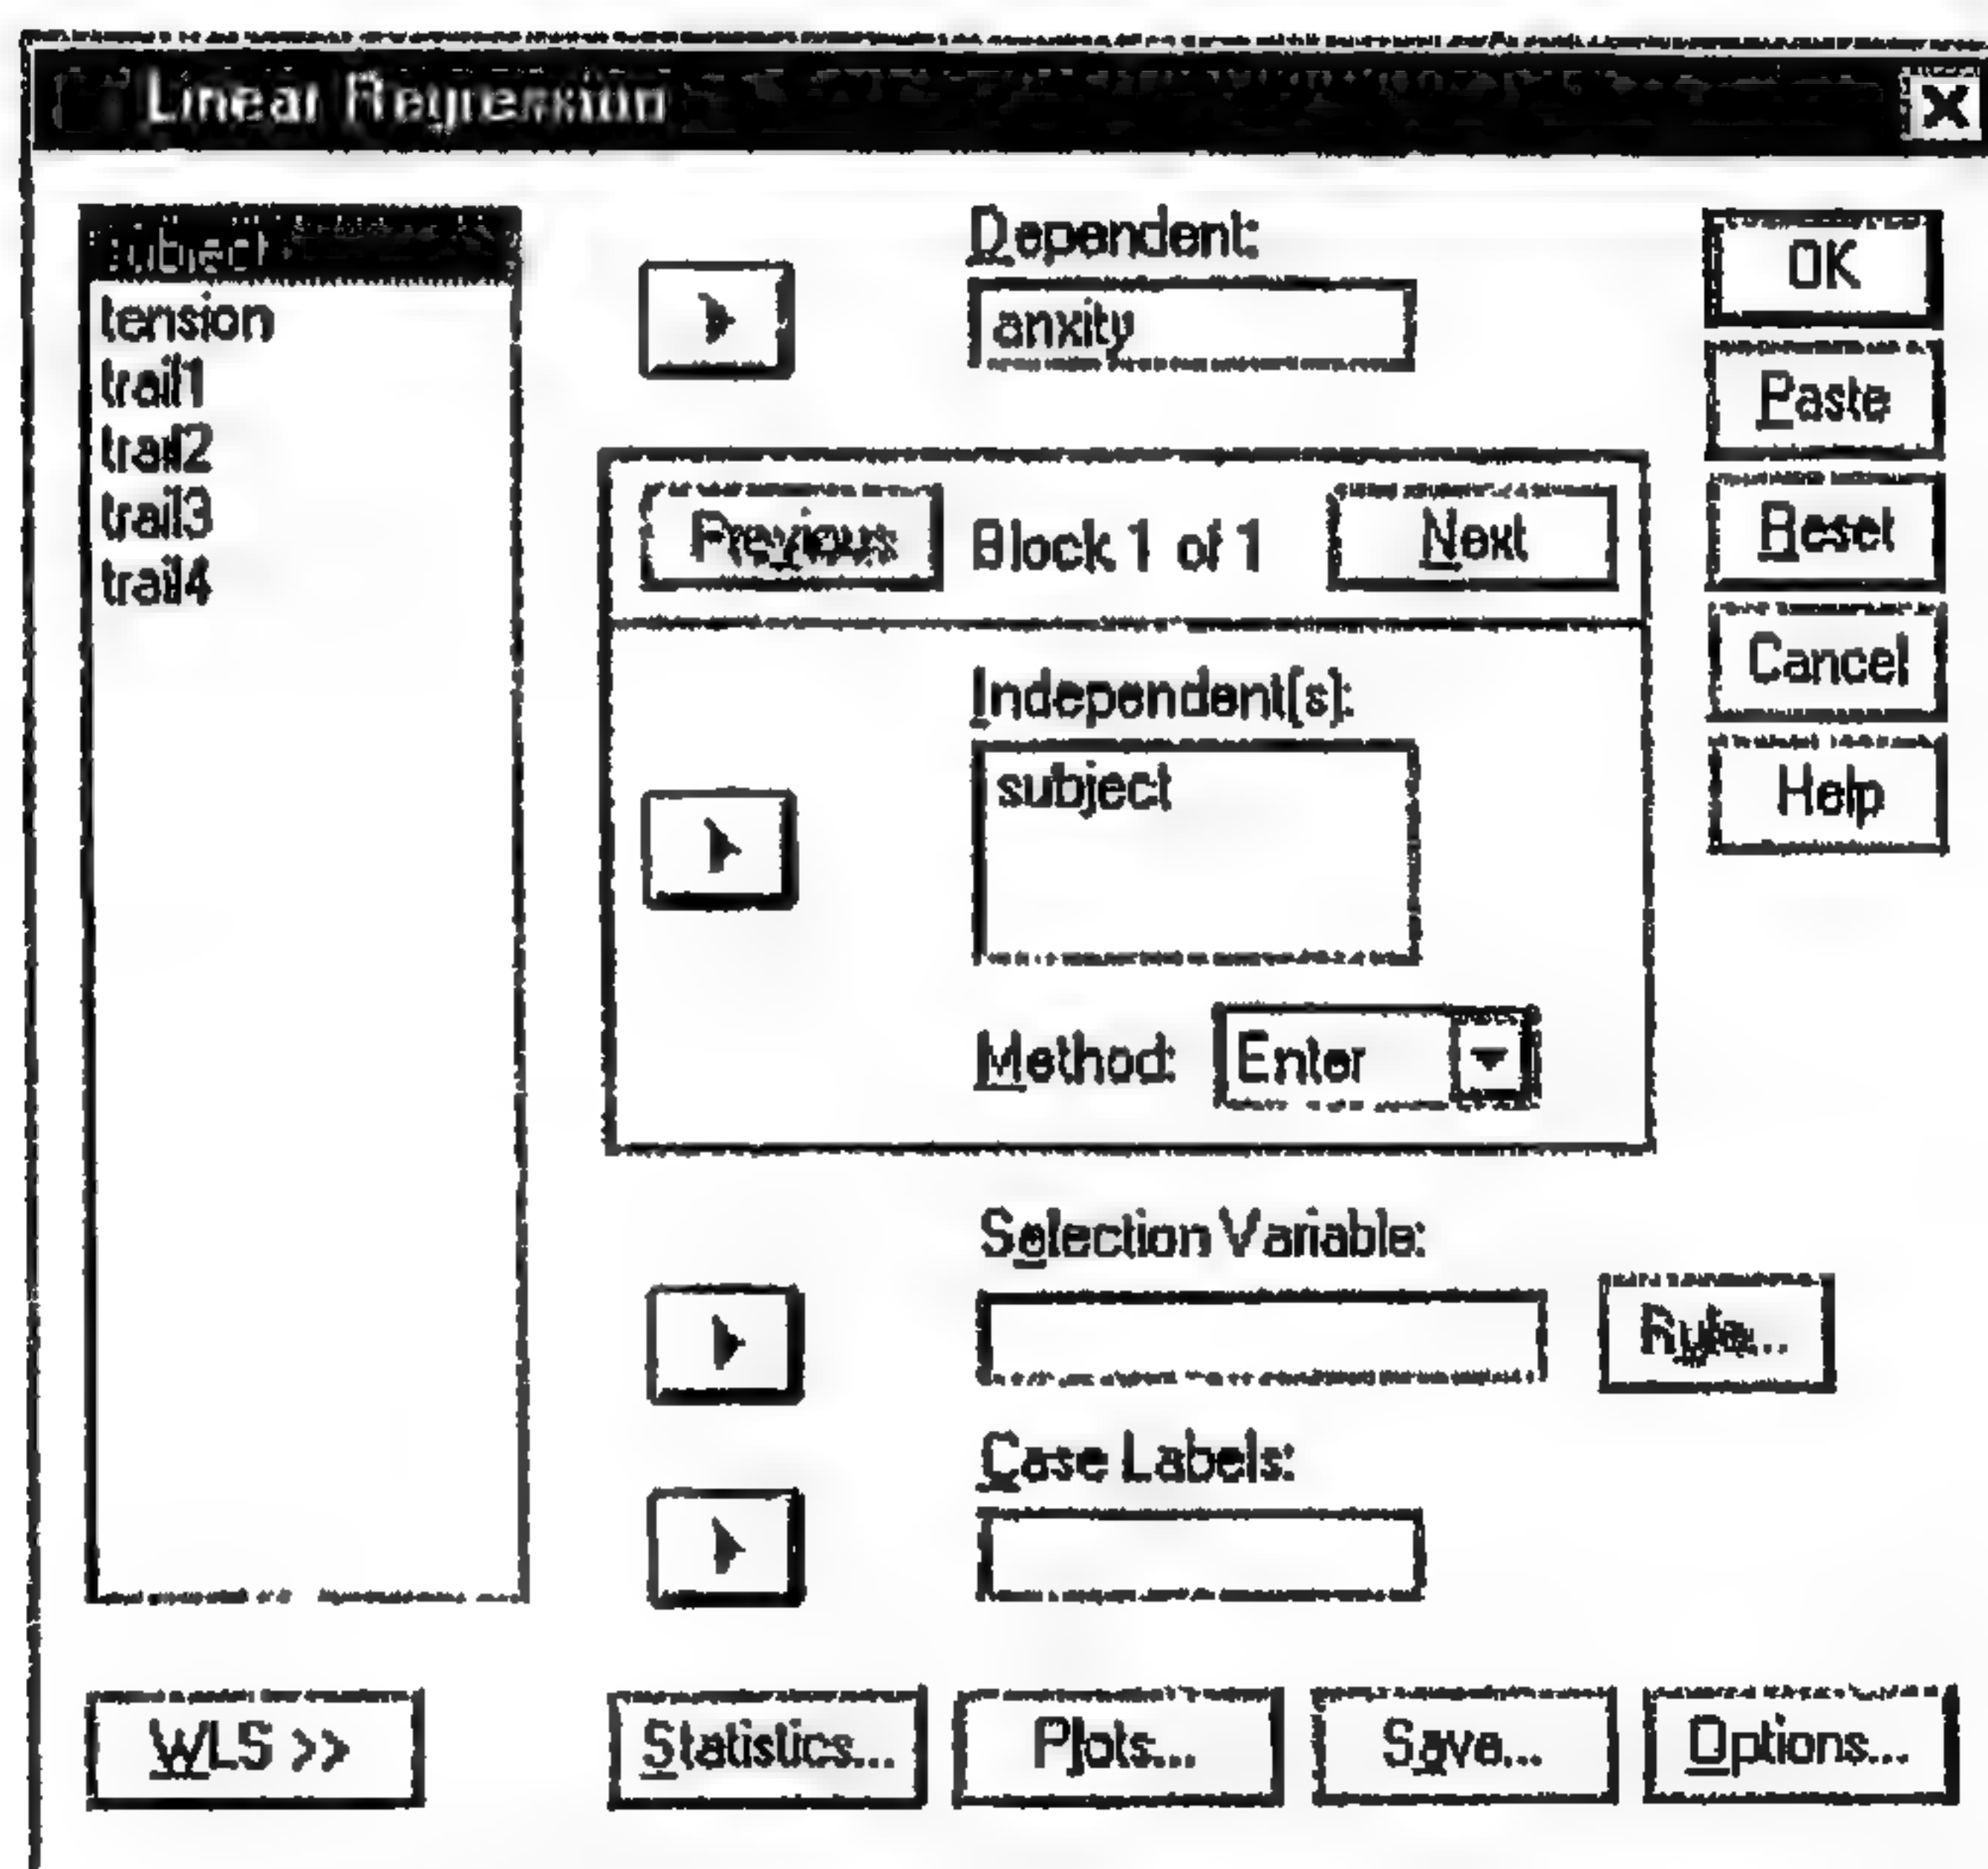 Linear Regression
subject
tension
trail1
trail2
trail3
trail4
Dependent:
anxity
Previous
Block 1 of 1
Next
Independent(s):
subject
Method:
Enter
Selection Variable:
Rule...
Case Labels:
OK
Paste
Reset
Cancel
Help
WLS >>
Statistics...
Plots...
Save...
Options...